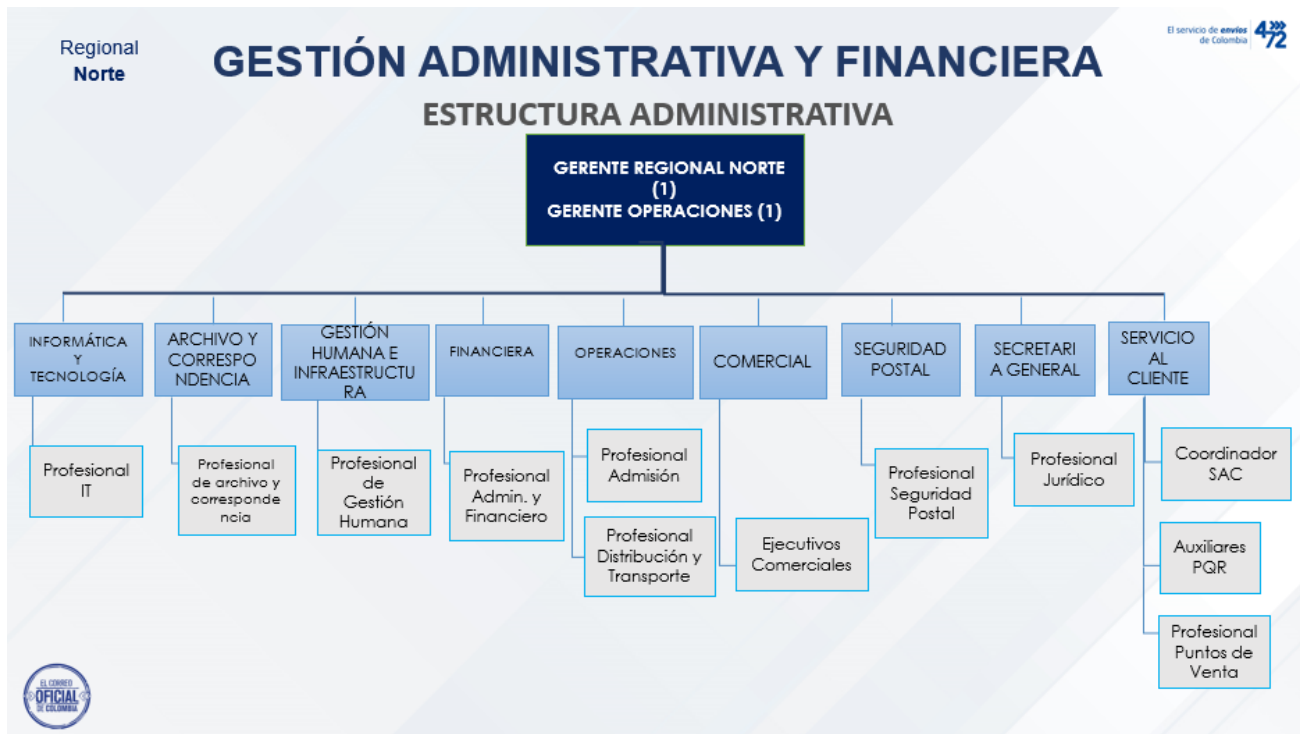 Regional
Norte
GESTIÓN ADMINISTRATIVA Y FINANCIERA
El servicio de envíos
de Colombia
472
ESTRUCTURA ADMINISTRATIVA
GERENTE REGIONAL NORTE
(1)
GERENTE OPERACIONES (1)
INFORMÁTICA
Y
TECNOLOGÍA
ARCHIVO Y
CORRESPO
NDENCIA
GESTIÓN
HUMANA E
INFRAESTRUCTU
RA
FINANCIERA
OPERACIONES
COMERCIAL
SEGURIDAD
POSTAL
SECRETARI
A GENERAL
SERVICIO
AL
CLIENTE
Profesional
IT
Profesional
de archivo y
corresponde
ncia
Profesional
de
Gestión
Humana
Profesional
Admin. y
Financiero
Profesional
Admisión
Profesional
Distribución y
Transporte
Ejecutivos
Comerciales
Profesional
Seguridad
Postal
Profesional
Jurídico
Coordinador
SAC
Auxiliares
PQR
Profesional
Puntos de
Venta
EL CORREO
OFICIAL
DE COLOMBIA